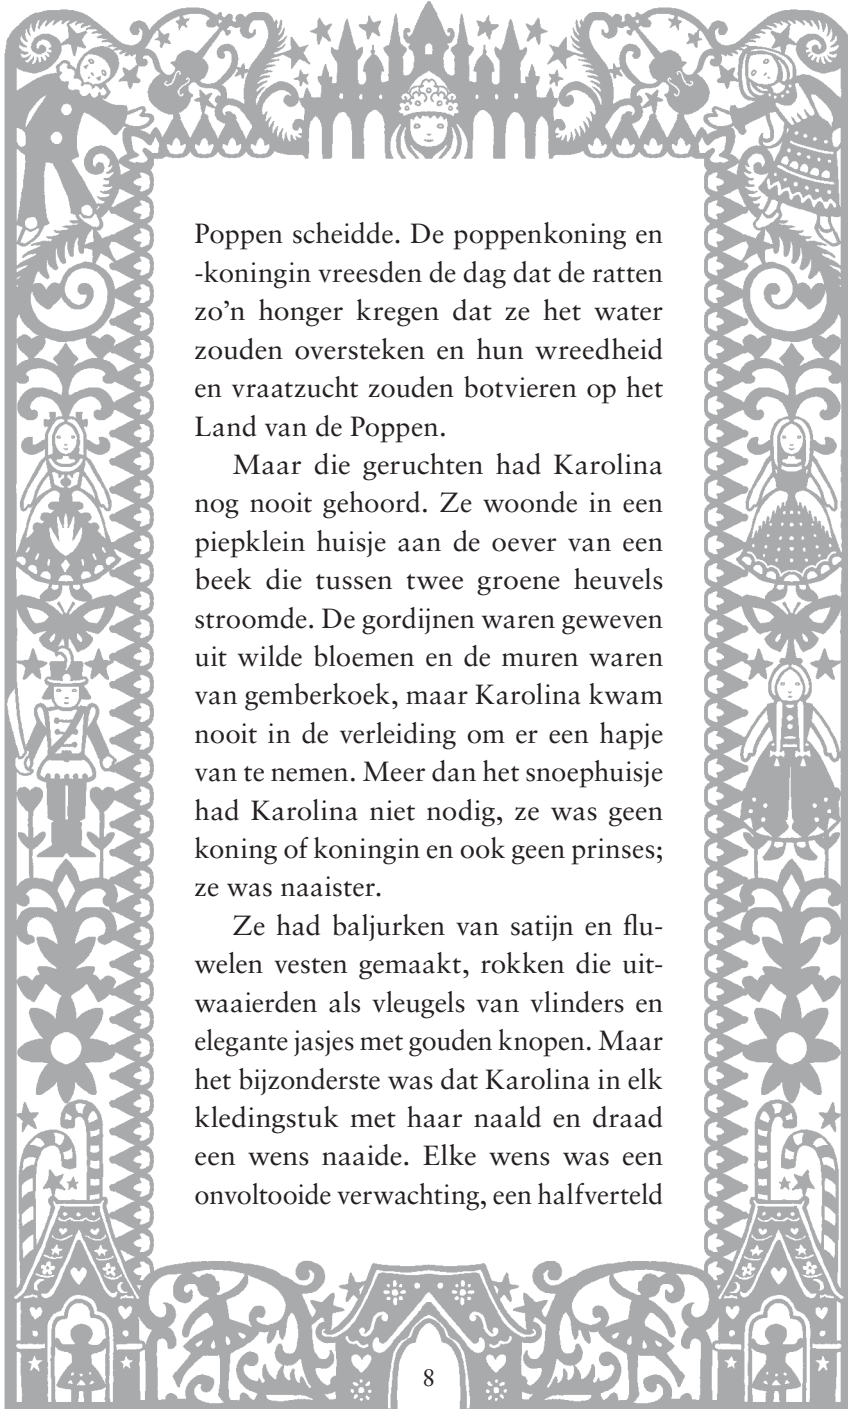 Poppen scheidde. De poppenkoning en
-koningin vreesden de dag dat de ratten
zo’n honger kregen dat ze het water
zouden oversteken en hun wreedheid
en vraatzucht zouden botvieren op het
Land van de Poppen.
Maar die geruchten had Karolina
nog nooit gehoord. Ze woonde in een
piepklein huisje aan de oever van een
beek die tussen twee groene heuvels
stroomde. De gordijnen waren geweven
uit wilde bloemen en de muren waren
van gemberkoek, maar Karolina kwam
nooit in de verleiding om er een hapje
van te nemen. Meer dan het snoephuisje
had Karolina niet nodig, ze was geen
koning of koningin en ook geen prinses;
ze was naaister.
Ze had baljurken van satijn en flu-
welen vesten gemaakt, rokken die uit-
waaierden als vleugels van vlinders en
elegante jasjes met gouden knopen. Maar
het bijzonderste was dat Karolina in elk
kledingstuk met haar naald en draad
een wens naaide. Elke wens was een
onvoltooide verwachting, een halfverteld
8